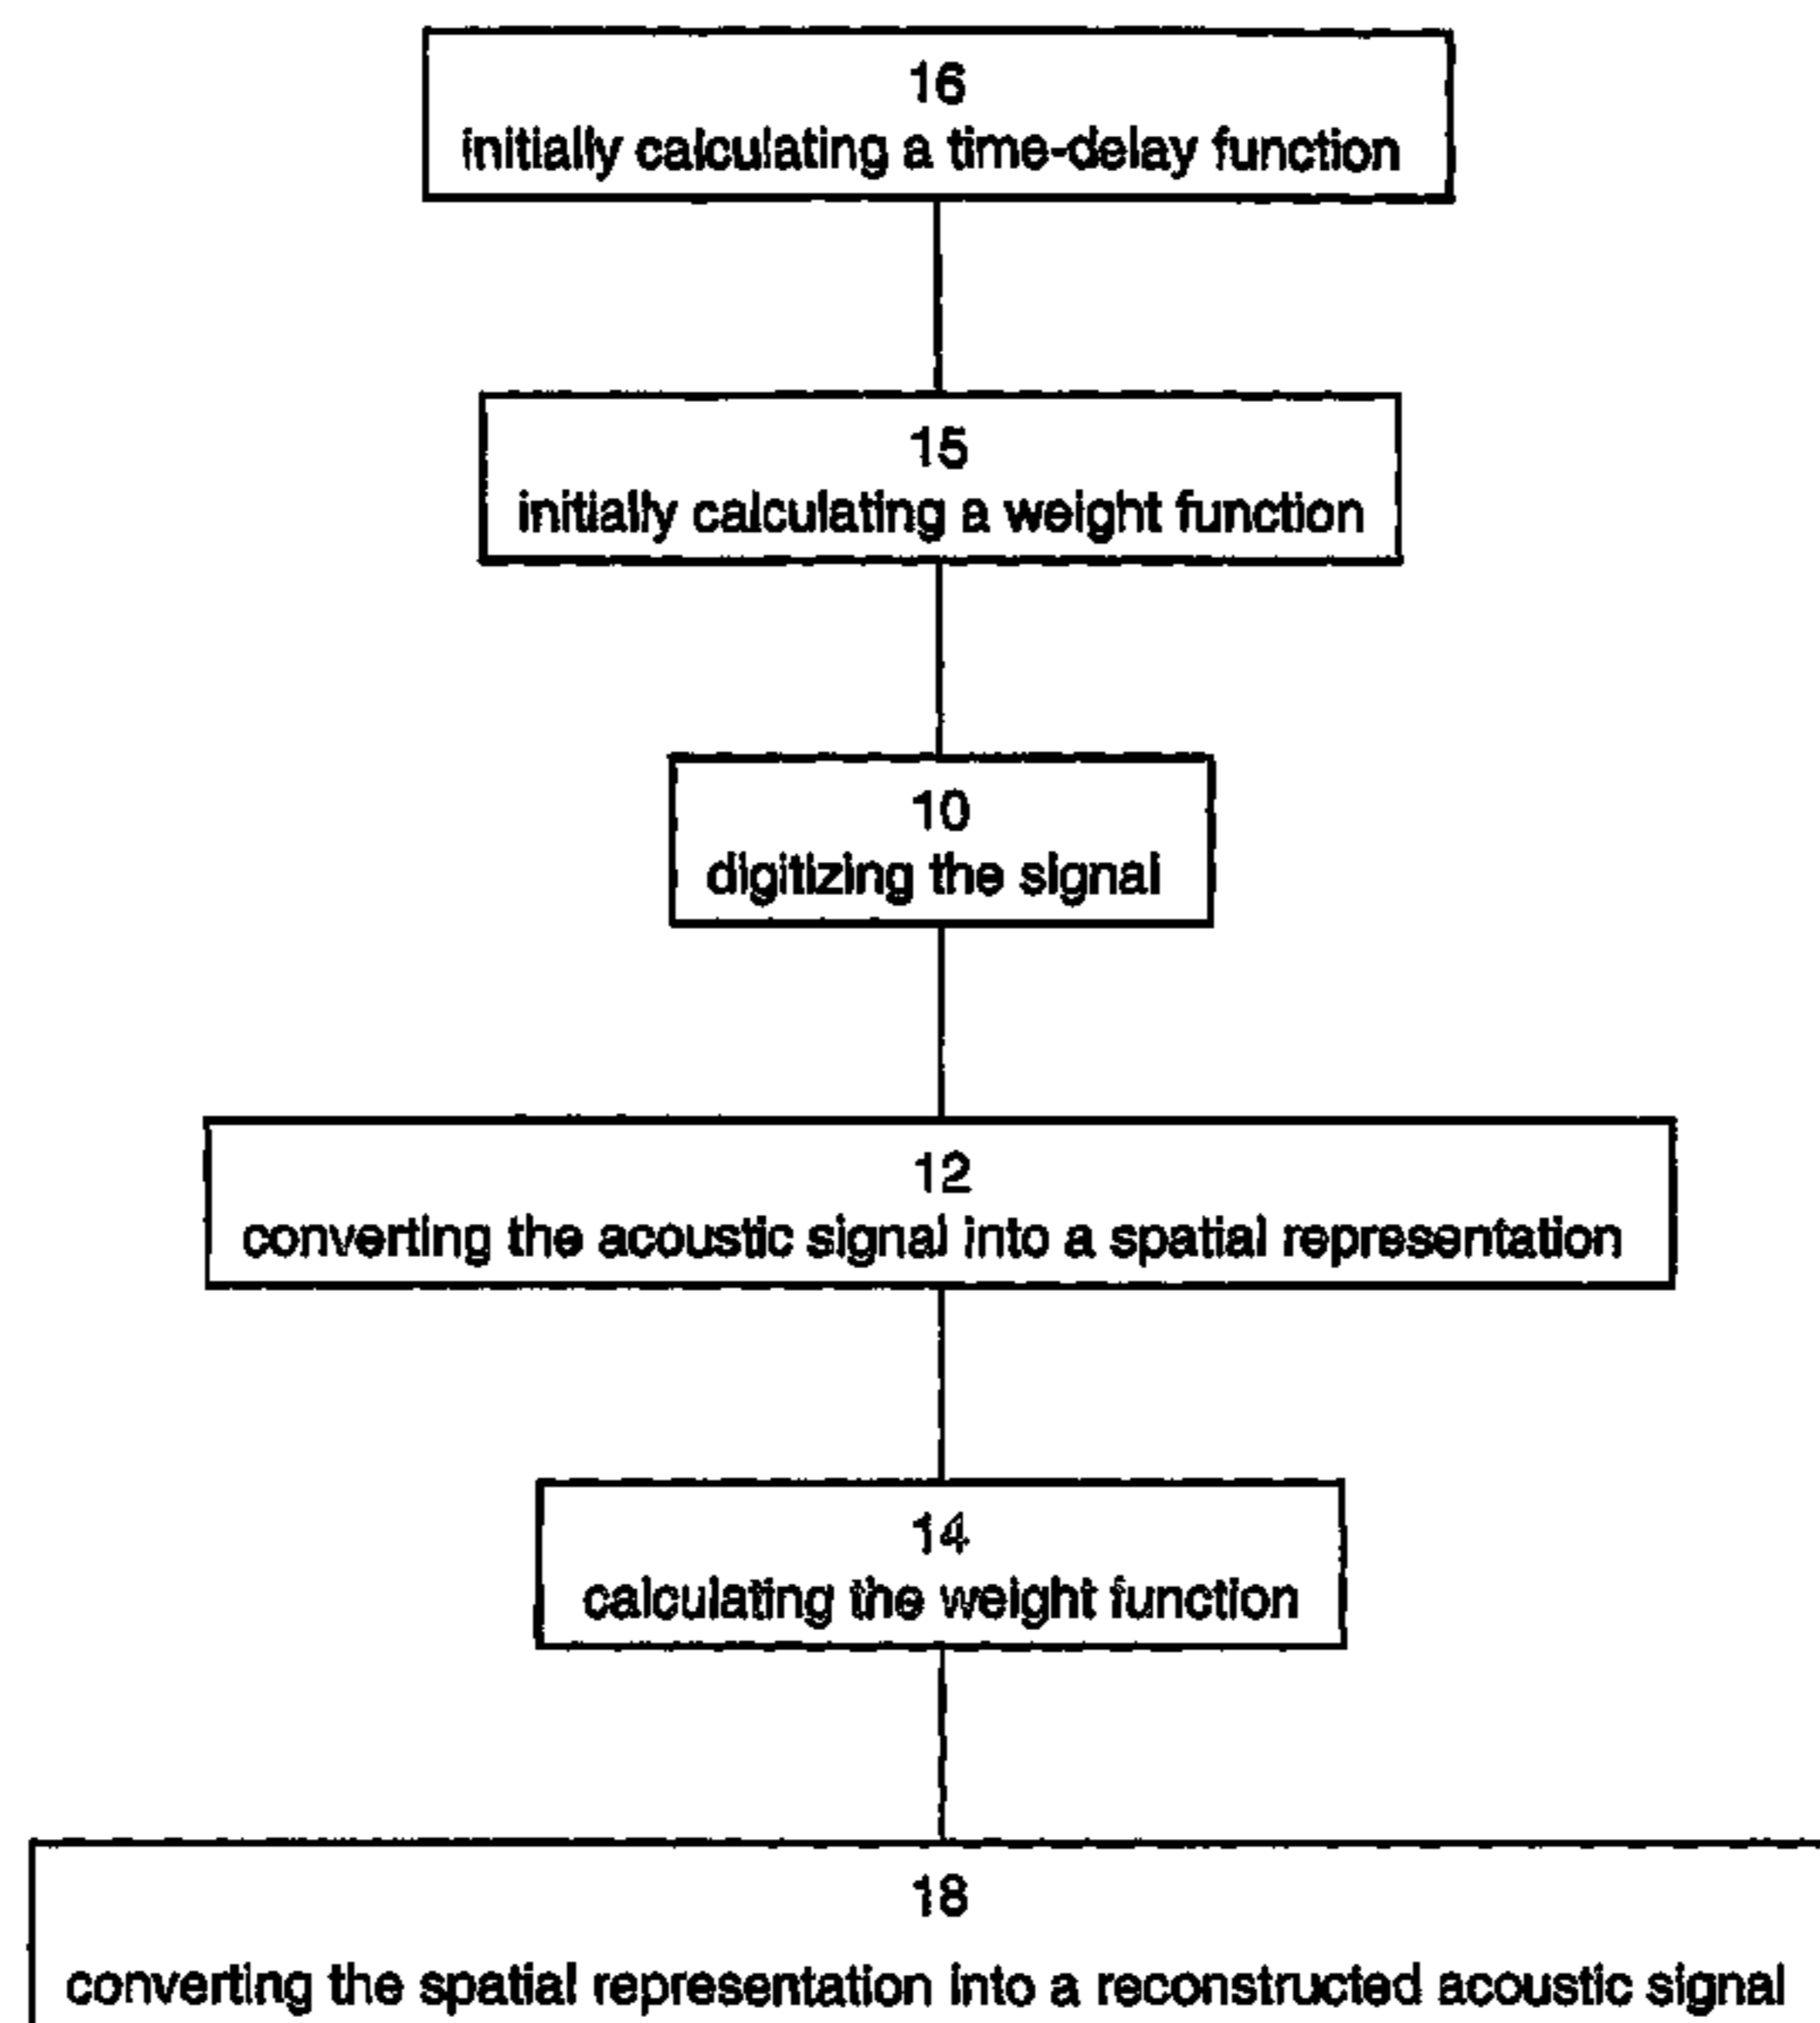 16
initially calculating a time-delay function
15
initially calculating a weight function
10
digitizing the signal
12
converting the acoustic signal into a spatial representation
14
calculating the weight function
18
converting the spatial representation into a reconstructed acoustic signal